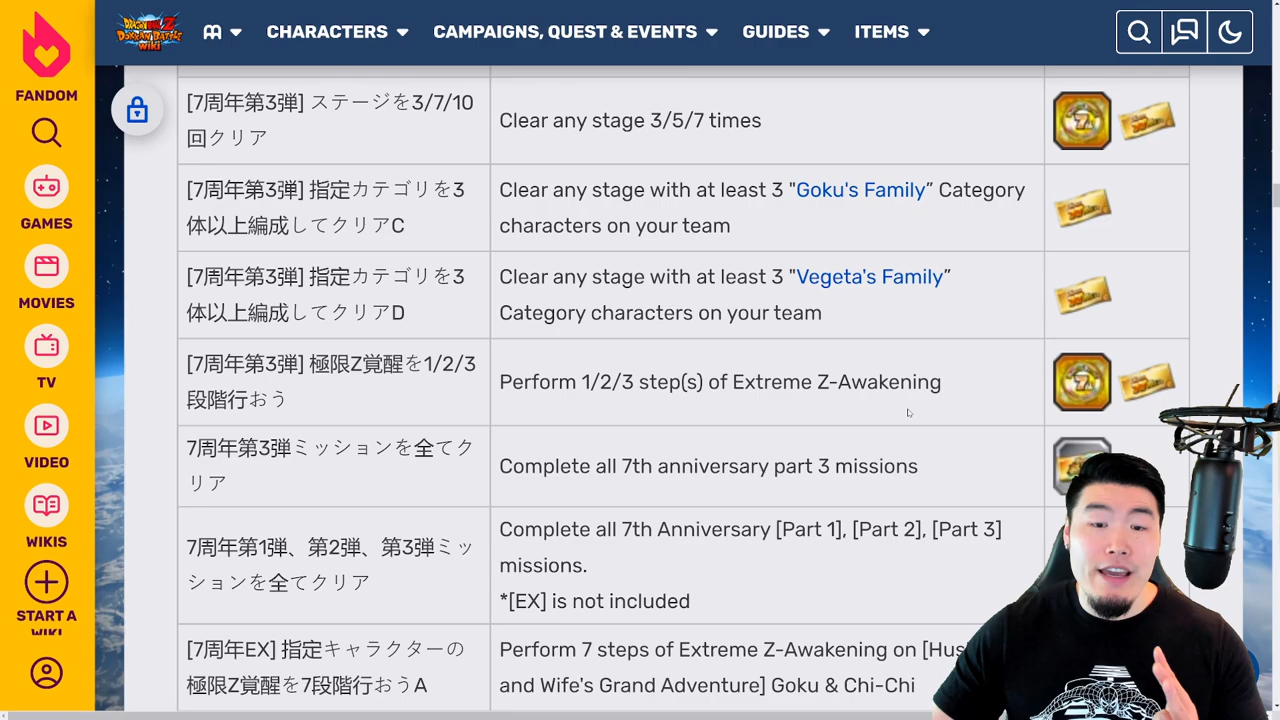 DRAGON BALL Z
DOKKAN BATTLE
WIKI
CHARACTERS
CAMPAIGNS, QUEST & EVENTS
GUIDES
ITEMS
FANDOM
GAMES
MOVIES
TV
VIDEO
WIKIS
START A
WIKI
[7周年第3弾] ステージを3/7/10
回クリア
Clear any stage 3/5/7 times
7
[7周年第3弾] 指定カテゴリを3
体以上編成してクリアC
Clear any stage with at least 3 "Goku's Family” Category
characters on your team
[7周年第3弾] 指定カテゴリを3
体以上編成してクリアD
Clear any stage with at least 3 "Vegeta's Family”
Category characters on your team
[7周年第3弾] 極限Z覚醒を1/2/3
段階行おう
Perform 1/2/3 step(s) of Extreme Z-Awakening
7
7周年第3弾ミッションを全てク
リア
Complete all 7th anniversary part 3 missions
7周年第1弾、第2弾、第3弾ミッ
ションを全てクリア
Complete all 7th Anniversary [Part 1], [Part 2], [Part 3]
missions.
*[EX] is not included
[7周年EX] 指定キャラクターの
極限Z覚醒を7段階行おうA
Perform 7 steps of Extreme Z-Awakening on [Hus
and Wife's Grand Adventure] Goku & Chi-Chi